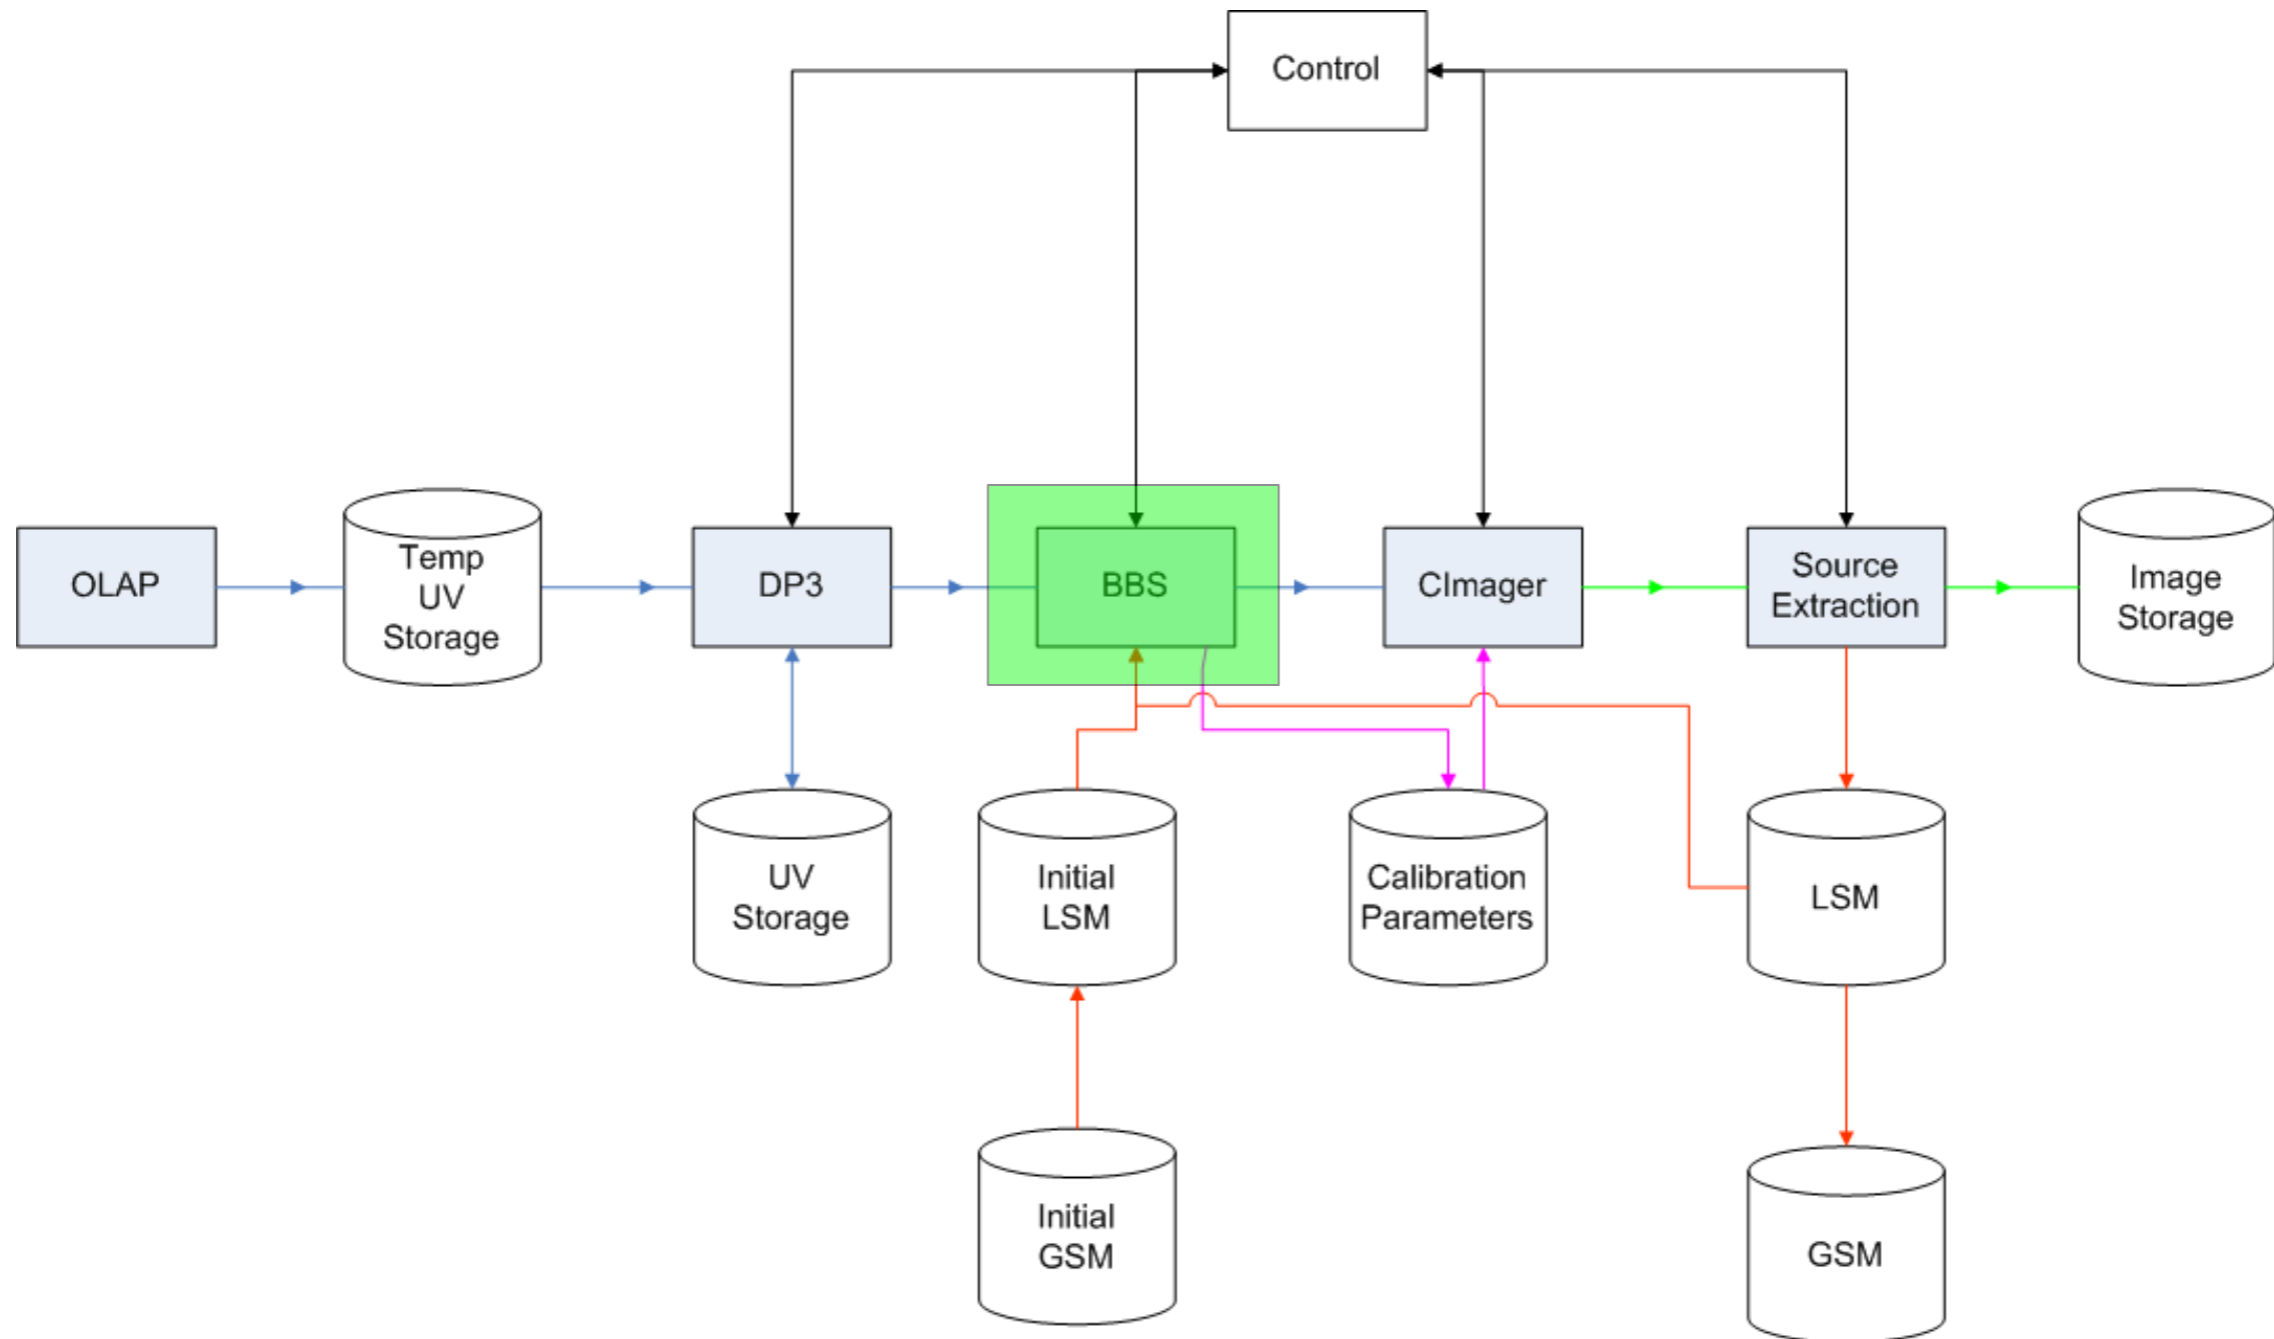 Control
OLAP
Temp
UV
Storage
DP3
BBS
CImager
Source
Extraction
Image
Storage
UV
Storage
Initial
LSM
Calibration
Parameters
LSM
Initial
GSM
GSM